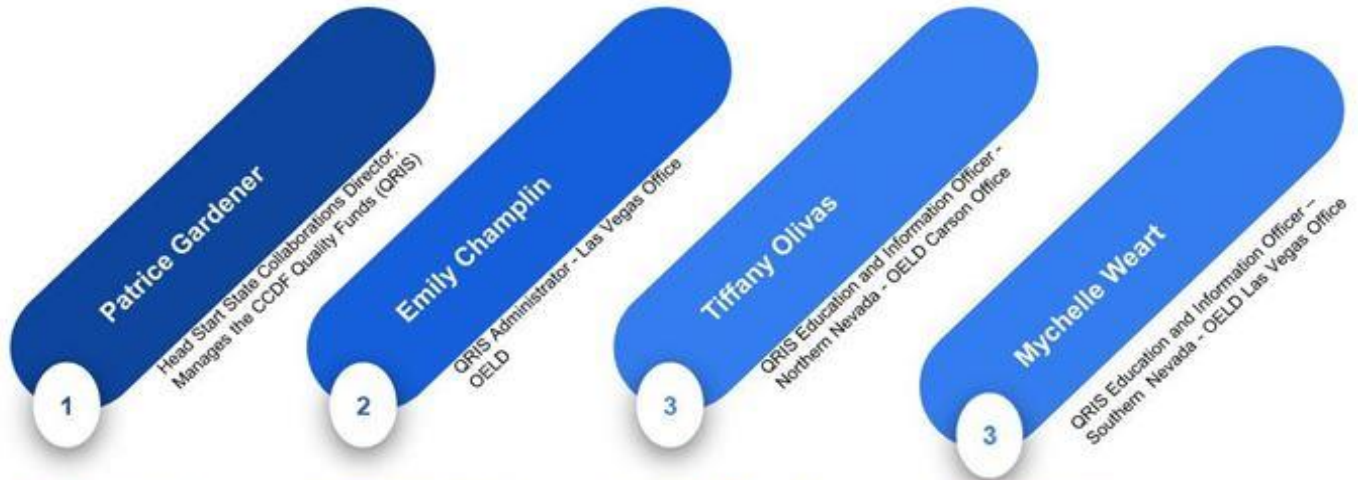 Patrice Gardener
Head Start State Collaborations Director,
Manages the CCDF Quality Funds (QRIS)
1
Emily Champlin
QRIS Administrator - Las Vegas Office
OELD
2
Tiffany Olivas
QRIS Education and Information Officer -
Northern Nevada - OELD Carson Office
3
Mychelle Weart
QRIS Education and Information Officer –
Southern Nevada - OELD Las Vegas Office
3